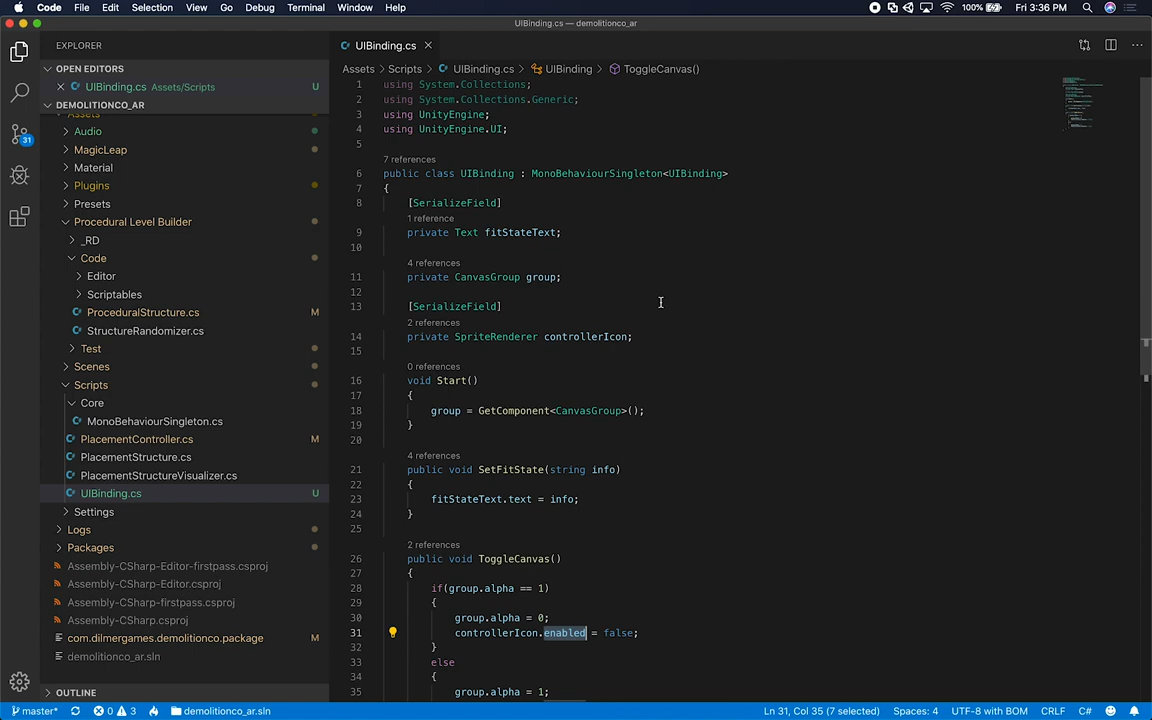 Code File Edit Selection View Go Debug Terminal Window Help 100% Fri 3:36 PM
UIBinding.cs — demolitionco_ar
EXPLORER
OPEN EDITORS
UIBinding.cs Assets/Scripts U
DEMOLITIONCO_AR
Assets
Audio
MagicLeap
Material
Plugins
Presets
Procedural Level Builder
_RD
Code
Editor
Scriptables
ProceduralStructure.cs M
StructureRandomizer.cs
Test
Scenes
Scripts
Core
MonoBehaviourSingleton.cs
PlacementController.cs M
PlacementStructure.cs
PlacementStructureVisualizer.cs
UIBinding.cs U
Settings
Logs
Packages
Assembly-CSharp-Editor-firstpass.csproj
Assembly-CSharp-Editor.csproj
Assembly-CSharp-firstpass.csproj
Assembly-CSharp.csproj
com.dilmergames.demolitionco.package M
demolitionco_ar.sln
OUTLINE
31
UIBinding.cs
Assets > Scripts > UIBinding.cs > UIBinding > ToggleCanvas()
1 using System.Collections;
2 using System.Collections.Generic;
3 using UnityEngine;
4 using UnityEngine.UI;
5
7 references
6 public class UIBinding : MonoBehaviourSingleton<UIBinding>
7 {
8 [SerializeField]
1 reference
9 private Text fitStateText;
10
4 references
11 private CanvasGroup group;
12
13 [SerializeField]
2 references
14 private SpriteRenderer controllerIcon;
15
0 references
16 void Start()
17 {
18 group = GetComponent<CanvasGroup>();
19 }
20
4 references
21 public void SetFitState(string info)
22 {
23 fitStateText.text = info;
24 }
25
2 references
26 public void ToggleCanvas()
27 {
28 if(group.alpha == 1)
29 {
30 group.alpha = 0;
31 controllerIcon.enabled = false;
32 }
33 else
34 {
35 group.alpha = 1;
master* 0 3 demolitionco_ar.sln Ln 31, Col 35 (7 selected) Spaces: 4 UTF-8 with BOM CRLF C#